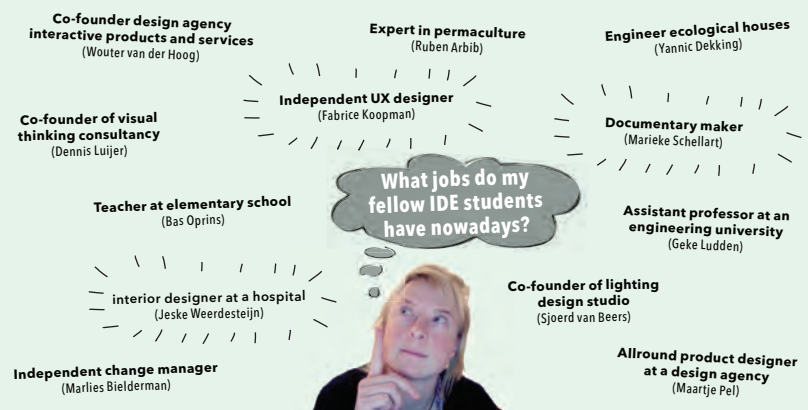 Co-founder design agency
interactive products and services
(Wouter van der Hoog)
Expert in permaculture
(Ruben Arbib)
Engineer ecological houses
(Yannic Dekking)
Independent UX designer
(Fabrice Koopman)
Co-founder of visual
thinking consultancy
(Dennis Luijer)
Documentary maker
(Marieke Schellart)
What jobs do my
fellow IDE students
have nowadays?
Teacher at elementary school
(Bas Oprins)
Assistant professor at an
engineering university
(Geke Ludden)
interior designer at a hospital
(Jeske Weerdesteijn)
Co-founder of lighting
design studio
(Sjoerd van Beers)
Independent change manager
(Marlies Bielderman)
Allround product designer
at a design agency
(Maartje Pel)